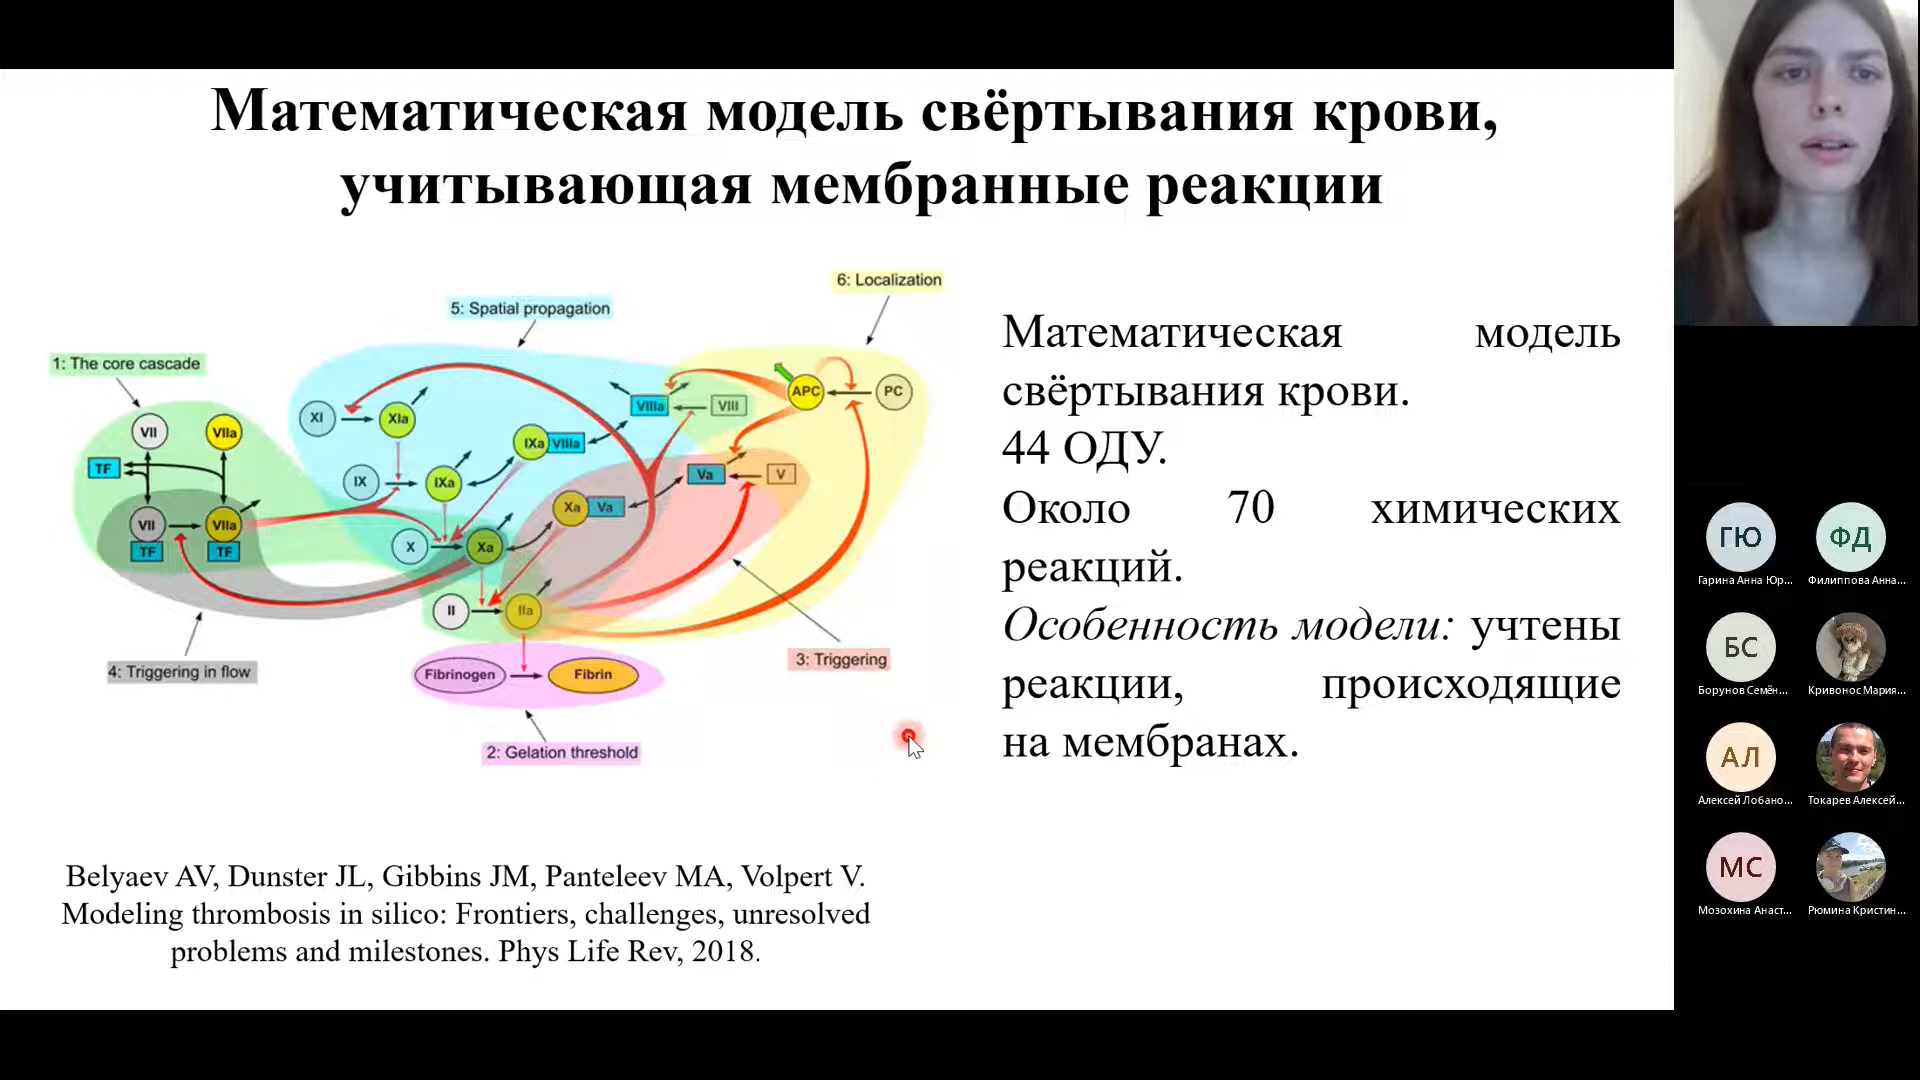 Математическая модель свёртывания крови,
учитывающая мембранные реакции
6: Localization
5: Spatial propagation
1: The core cascade
VII
VIIa
TF
XI
XIa
VIIIa
VIII
APC
PC
IXa VIIIa
IX
IXa
Va
V
Xa Va
VII
TF
VIIa
TF
X
Xa
II
IIa
Fibrinogen
Fibrin
4: Triggering in flow
3: Triggering
2: Gelation threshold
Математическая модель
свёртывания крови.
44 ОДУ.
Около 70 химических
реакций.
Особенность модели: учтены
реакции, происходящие
на мембранах.
Belyaev AV, Dunster JL, Gibbins JM, Panteleev MA, Volpert V.
Modeling thrombosis in silico: Frontiers, challenges, unresolved
problems and milestones. Phys Life Rev, 2018.
ГЮ
Гарина Анна Юр...
ФД
Филиппова Анна...
БС
Борунов Семён...
Кривонос Мария...
АЛ
Алексей Лобано...
Токарев Алексей...
МС
Мозохина Анаст...
Рюмина Кристин...